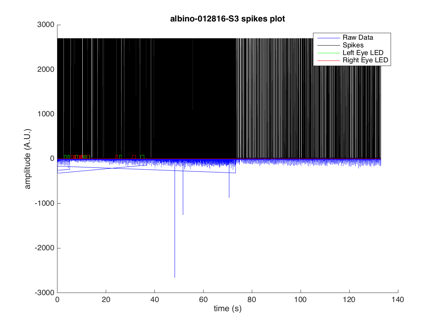 albino-012816-S3 spikes plot
3000
2000
1000
0
-1000
-2000
-3000
amplitude (A.U.)
Raw Data
Spikes
Left Eye LED
Right Eye LED
0 20 40 60 80 100 120 140
time (s)